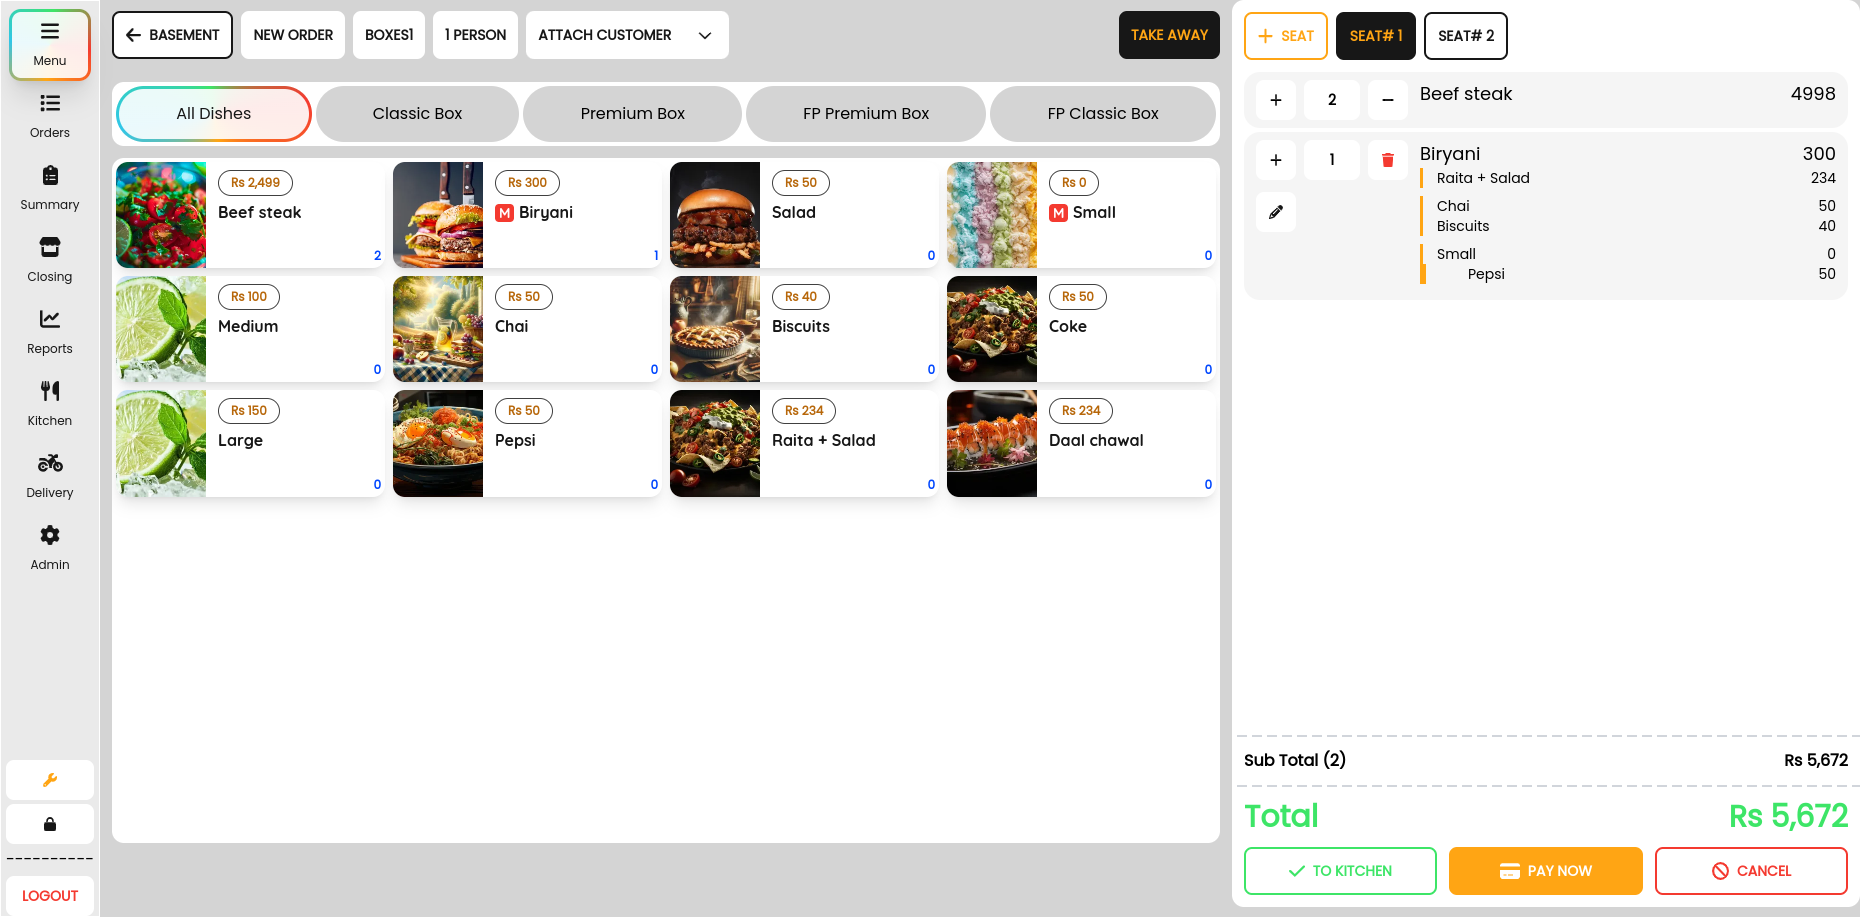 Menu
Orders
Summary
Closing
Reports
Kitchen
Delivery
Admin
LOGOUT
BASEMENT
NEW ORDER
BOXES1
1 PERSON
ATTACH CUSTOMER
TAKE AWAY
All Dishes
Classic Box
Premium Box
FP Premium Box
FP Classic Box
Rs 2,499
Beef steak
2
Rs 300
M Biryani
1
Rs 50
Salad
0
Rs 0
M Small
0
Rs 100
Medium
0
Rs 50
Chai
0
Rs 40
Biscuits
0
Rs 50
Coke
0
Rs 150
Large
0
Rs 50
Pepsi
0
Rs 234
Raita + Salad
0
Rs 234
Daal chawal
0
+ SEAT
SEAT# 1
SEAT# 2
+ 2 − Beef steak 4998
+ 1 Biryani 300
Raita + Salad 234
Chai 50
Biscuits 40
Small 0
Pepsi 50
Sub Total (2) Rs 5,672
Total Rs 5,672
TO KITCHEN
PAY NOW
CANCEL